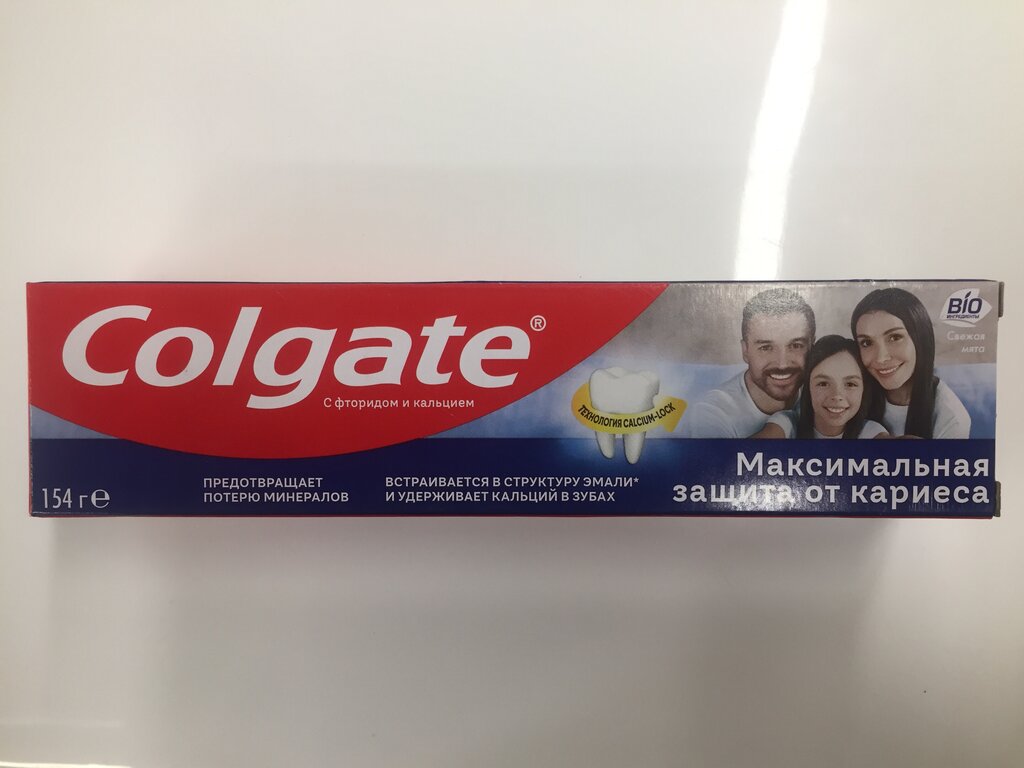 Colgate®
С фторидом и кальцием
BIO
ИНГРЕДИЕНТЫ
Свежая
мята
ТЕХНОЛОГИЯ CALCIUM-LOCK
154 г℮
ПРЕДОТВРАЩАЕТ
ПОТЕРЮ МИНЕРАЛОВ
ВСТРАИВАЕТСЯ В СТРУКТУРУ ЭМАЛИ*
И УДЕРЖИВАЕТ КАЛЬЦИЙ В ЗУБАХ
Максимальная
защита от кариеса